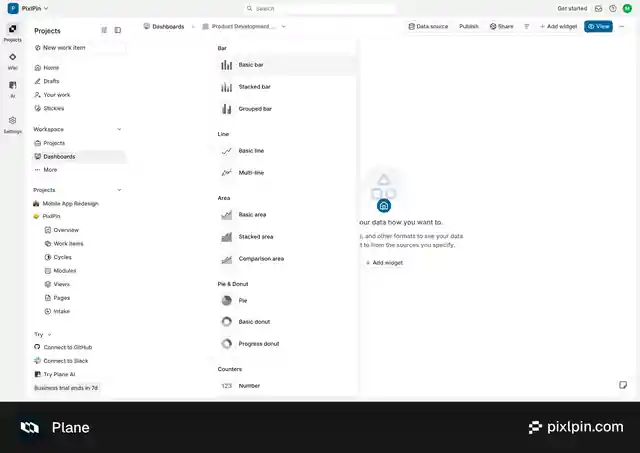 PixlPin
Search
Get started
M
Projects
Wiki
AI
Settings
Projects
New work item
Home
Drafts
Your work
Stickies
Workspace
Projects
Dashboards
More
Projects
Mobile App Redesign
PixlPin
Overview
Work items
Cycles
Modules
Views
Pages
Intake
Try
Connect to GitHub
Connect to Slack
Try Plane AI
Business trial ends in 7d
Dashboards
Product Development ...
Data source
Publish
Share
Add widget
View
Bar
Basic bar
Stacked bar
Grouped bar
Line
Basic line
Multi-line
Area
Basic area
Stacked area
Comparison area
Pie & Donut
Pie
Basic donut
Progress donut
Counters
123 Number
our data how you want to.
s, and other formats to see your data
t to from the sources you specify.
Add widget
Plane
pixlpin.com